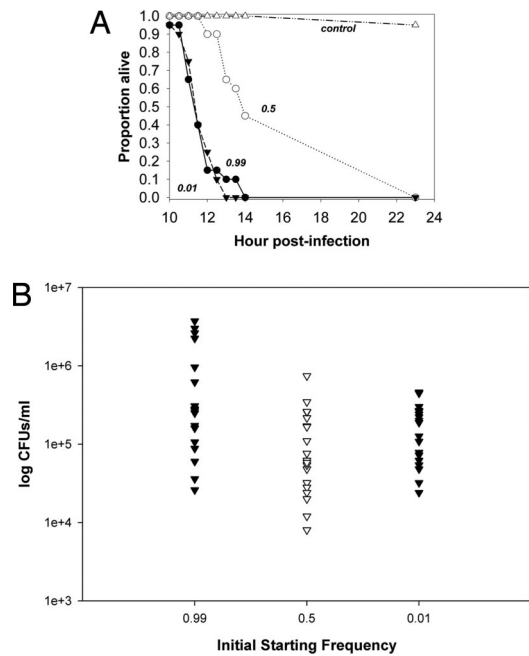 A
Proportion alive
1.0
0.9
0.8
0.7
0.6
0.5
0.4
0.3
0.2
0.1
0.0
control
0.5
0.99
0.01
10 12 14 16 18 20 22 24
Hour post-infection
B
log CFUs/ml
1e+7
1e+6
1e+5
1e+4
1e+3
0.99 0.5 0.01
Initial Starting Frequency